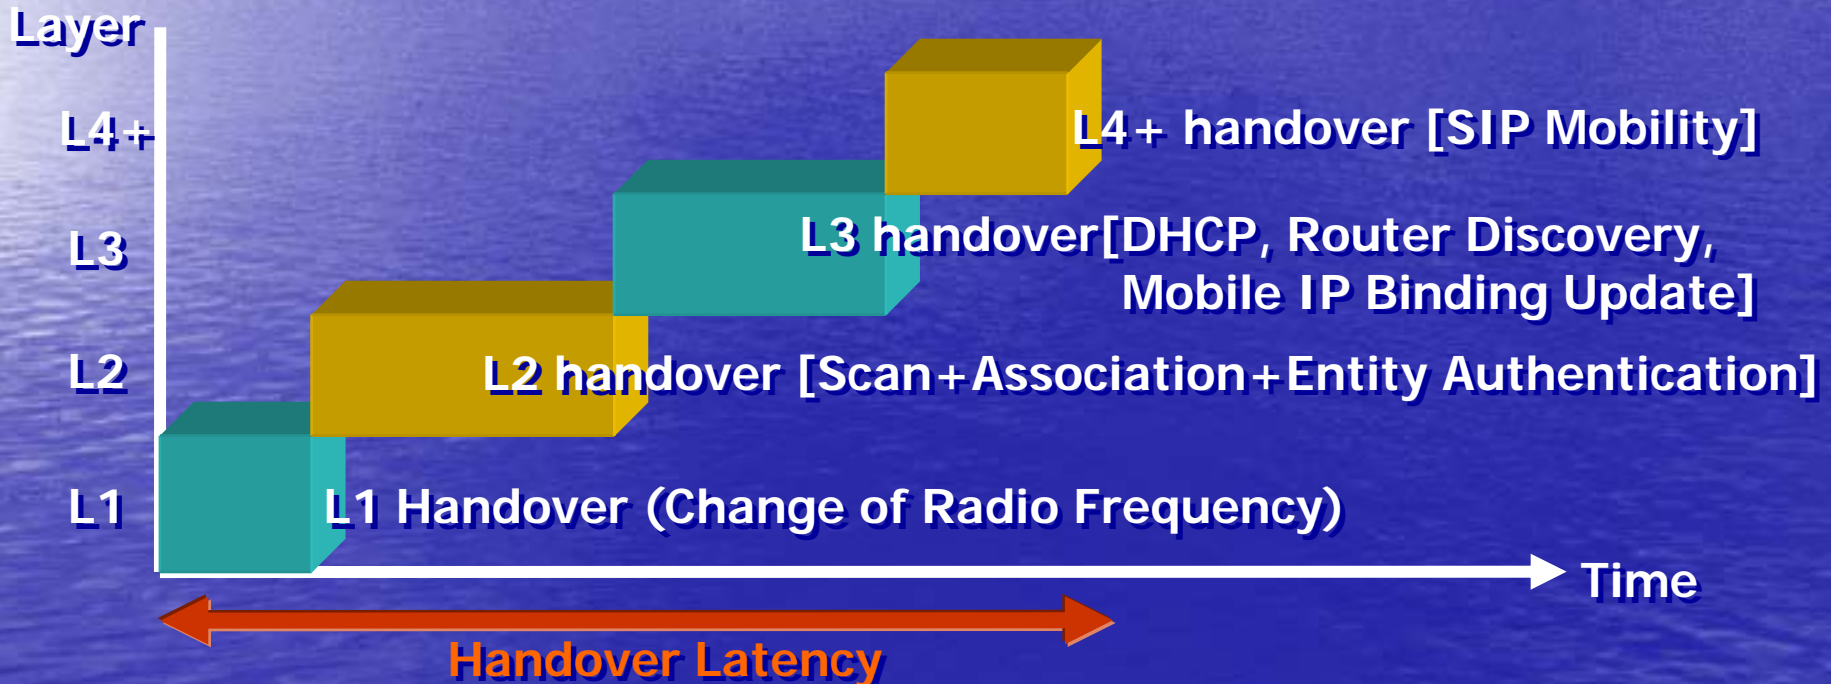 Layer
L4+
L4+ handover [SIP Mobility]
L3
L3 handover[DHCP, Router Discovery,
Mobile IP Binding Update]
L2
L2 handover [Scan+Association+Entity Authentication]
L1
L1 Handover (Change of Radio Frequency)
Time
Handover Latency